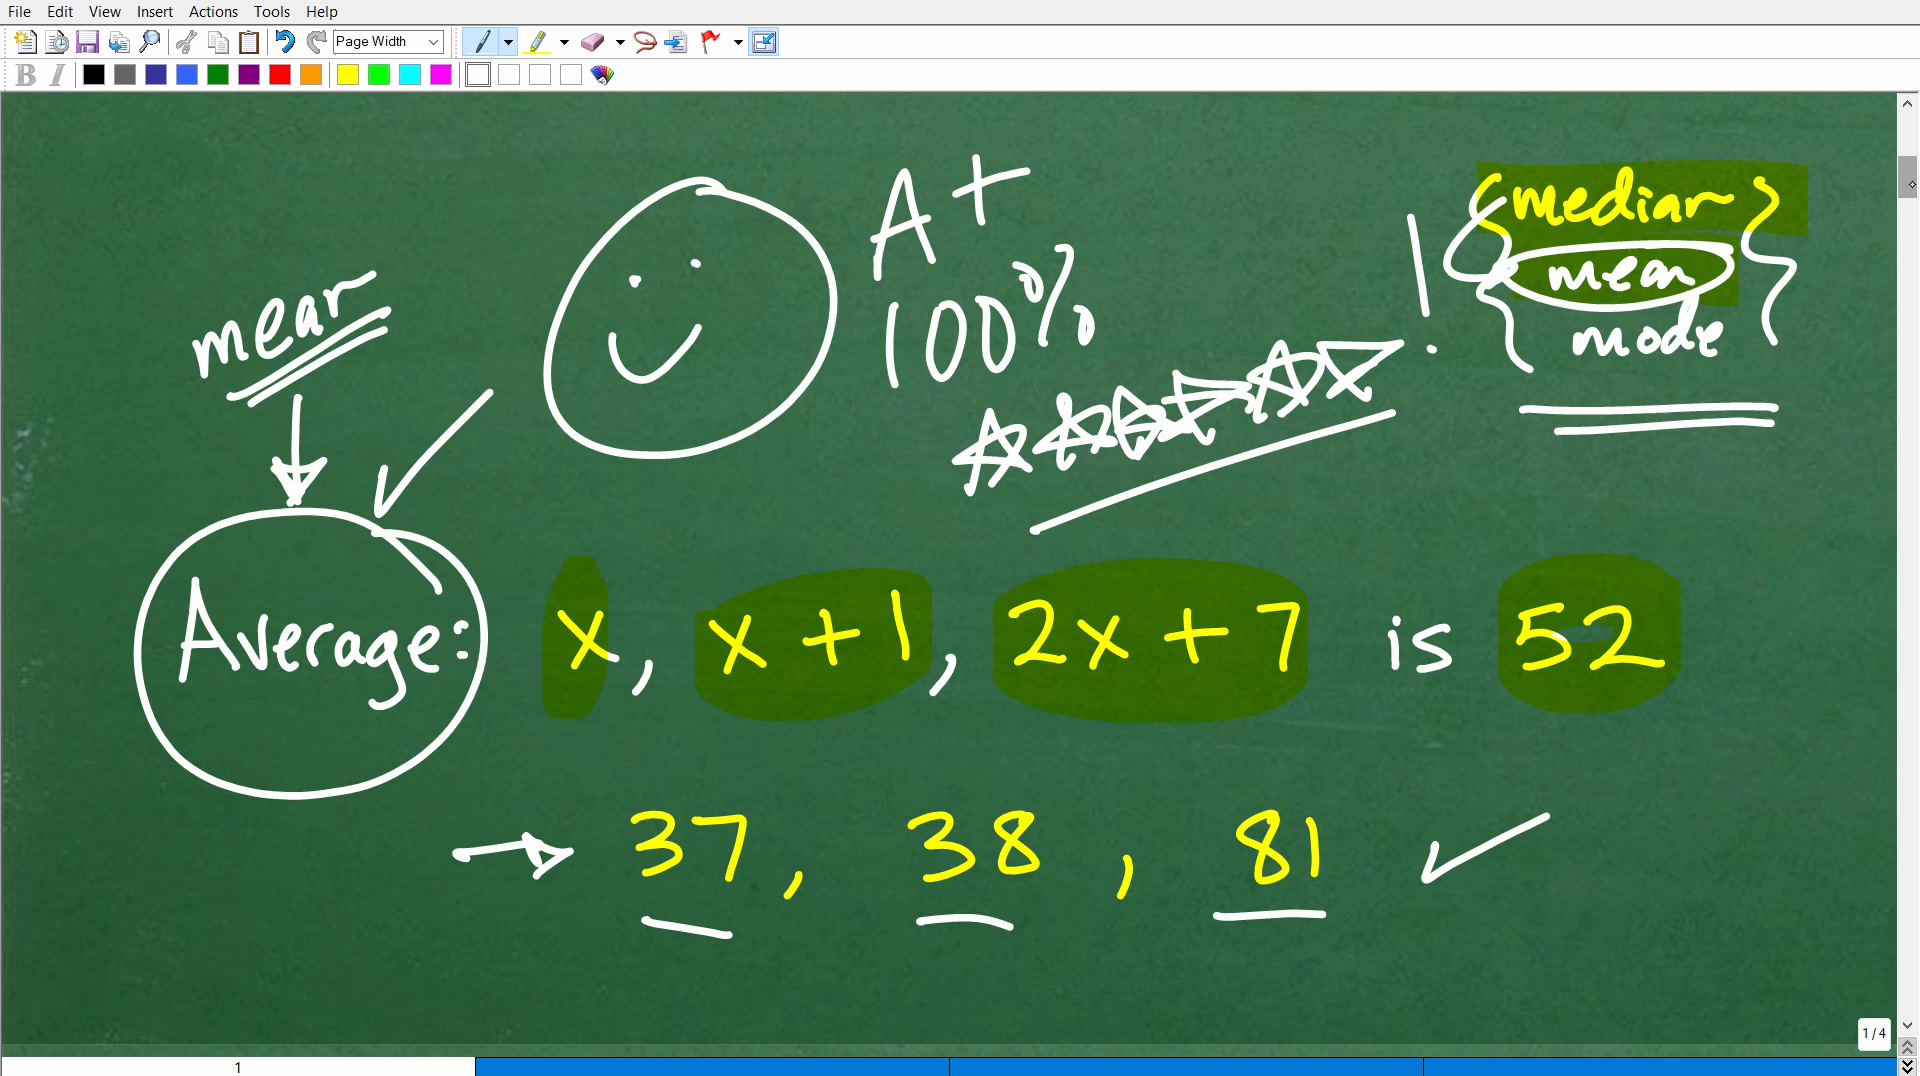 File Edit View Insert Actions Tools Help
Page Width
B I
A+
100%
!
median
mean
mode
mean
Average: x, x + 1, 2x + 7 is 52
37, 38, 81
1 / 4
1